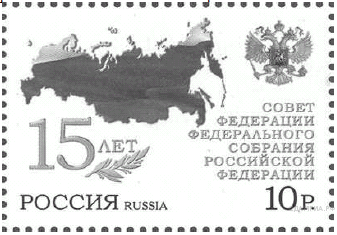 15 ЛЕТ
СОВЕТ
ФЕДЕРАЦИИ
ФЕДЕРАЛЬНОГО
СОБРАНИЯ
РОССИЙСКОЙ
ФЕДЕРАЦИИ
РОССИЯ RUSSIA
10 Р.